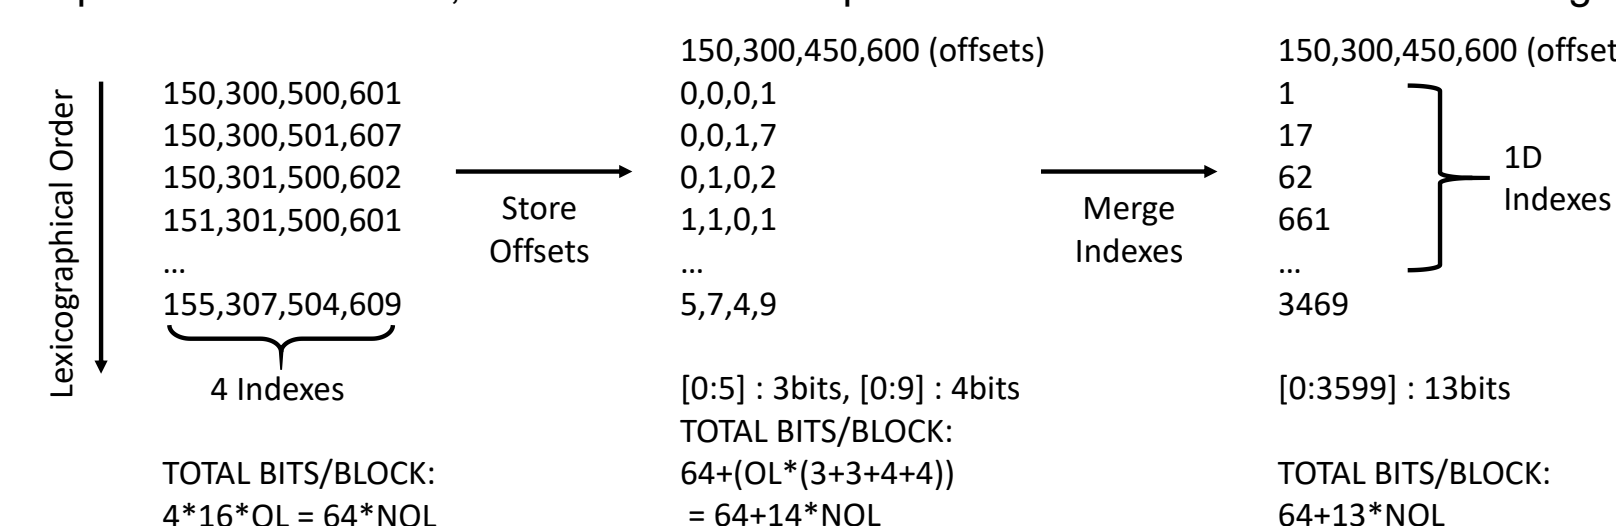 Lexicographical Order
150,300,500,601
150,300,501,607
150,301,500,602
151,301,500,601
...
155,307,504,609
4 Indexes
TOTAL BITS/BLOCK:
4*16*OL = 64*NOL
Store
Offsets
150,300,450,600 (offsets)
0,0,0,1
0,0,1,7
0,1,0,2
1,1,0,1
...
5,7,4,9
[0:5] : 3bits, [0:9] : 4bits
TOTAL BITS/BLOCK:
64+(OL*(3+3+4+4))
= 64+14*NOL
Merge
Indexes
150,300,450,600 (offset
1
17
62
661
...
3469
1D
Indexes
[0:3599] : 13bits
TOTAL BITS/BLOCK:
64+13*NOL